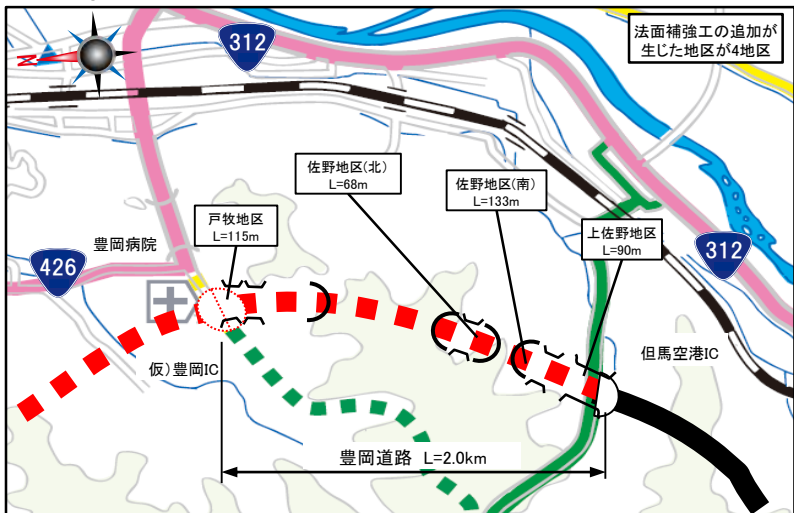 法面補強工の追加が
生じた地区が4地区
312
N
佐野地区(北)
L=68m
佐野地区(南)
L=133m
戸牧地区
L=115m
上佐野地区
L=90m
豊岡病院
312
426
但馬空港IC
仮)豊岡IC
豊岡道路 L=2.0km